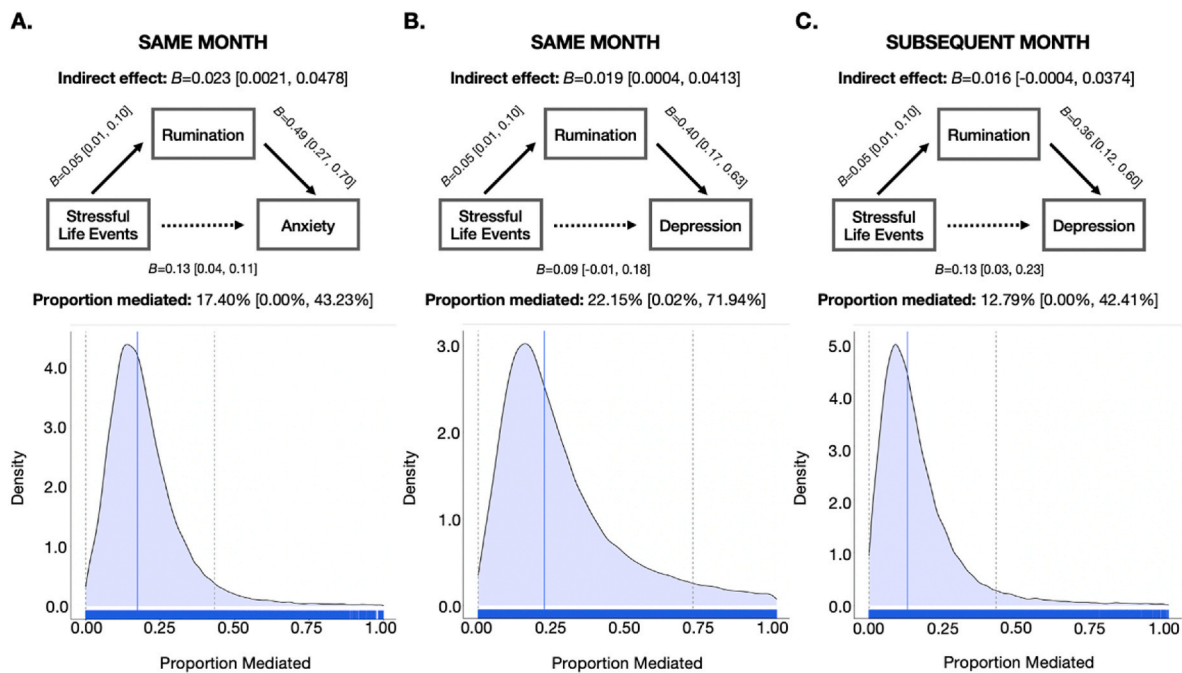 A.
SAME MONTH
Indirect effect: B=0.023 [0.0021, 0.0478]
B=0.05 [0.01, 0.10]
Rumination
B=0.49 [0.27, 0.70]
Stressful
Life Events
Anxiety
B=0.13 [0.04, 0.11]
Proportion mediated: 17.40% [0.00%, 43.23%]
Density
4.0
3.0
2.0
1.0
0.0
0.00 0.25 0.50 0.75 1.00
Proportion Mediated
B.
SAME MONTH
Indirect effect: B=0.019 [0.0004, 0.0413]
B=0.05 [0.01, 0.10]
Rumination
B=0.40 [0.17, 0.63]
Stressful
Life Events
Depression
B=0.09 [-0.01, 0.18]
Proportion mediated: 22.15% [0.02%, 71.94%]
Density
3.0
2.0
1.0
0.0
0.00 0.25 0.50 0.75 1.00
Proportion Mediated
C.
SUBSEQUENT MONTH
Indirect effect: B=0.016 [-0.0004, 0.0374]
B=0.05 [0.01, 0.10]
Rumination
B=0.36 [0.12, 0.60]
Stressful
Life Events
Depression
B=0.13 [0.03, 0.23]
Proportion mediated: 12.79% [0.00%, 42.41%]
Density
5.0
4.0
3.0
2.0
1.0
0.0
0.00 0.25 0.50 0.75 1.00
Proportion Mediated